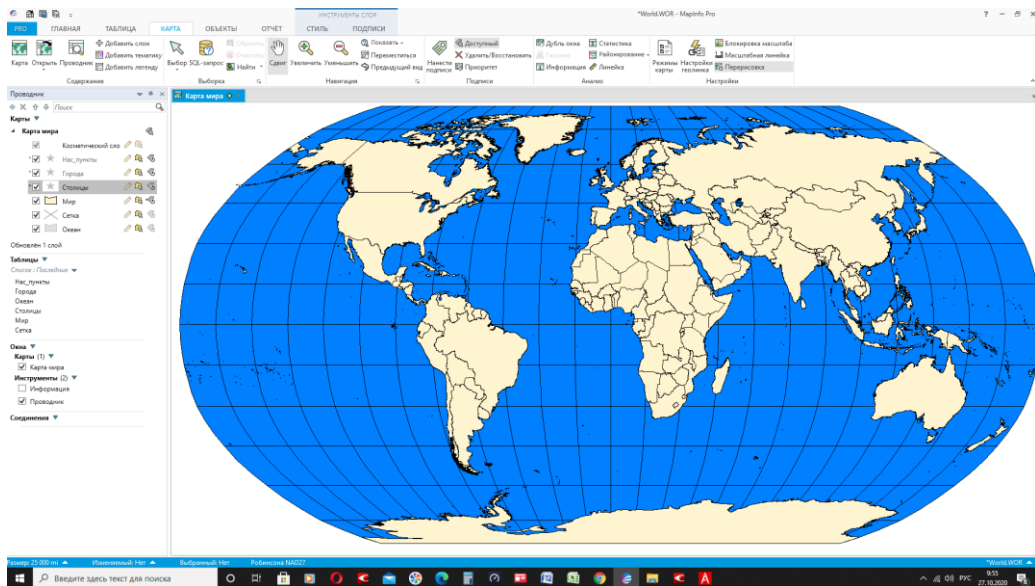 *World.WOR - MapInfo Pro
ИНСТРУМЕНТЫ СЛОЯ
PRO ГЛАВНАЯ ТАБЛИЦА КАРТА ОБЪЕКТЫ ОТЧЁТ СТИЛЬ ПОДПИСИ
Карта Открыть Проводник
Добавить слои
Добавить тематику
Добавить легенду
Содержание
Выбор SQL-запрос
Обратить
Найти
Выборка
Сдвиг Увеличить Уменьшить
Показать
Переместиться
Предыдущий вид
Навигация
Нанести подписи
Доступный
Удалить/Восстановить
Приоритет
Подписи
Дубль окна
Информация
Статистика
Районирование
Линейка
Анализ
Режимы карты
Настройки геолинка
Блокировка масштаба
Масштабная линейка
Перерисовка
Настройки
Проводник
Поиск
Карты
Карта мира
Косметический сло
Нас_пункты
Города
Столицы
Мир
Сетка
Океан
Обновлён 1 слой
Таблицы
Список: Последние
Нас_пункты
Города
Океан
Столицы
Мир
Сетка
Окна
Карты (1)
Карта мира
Инструменты (2)
Информация
Проводник
Соединения
Карта мира
Размер: 25 000 mi Изменяемый: Нет Выбранный: Нет Робинсона NAD27 *World.WOR"
Введите здесь текст для поиска
РУС
9:55
27.10.2020